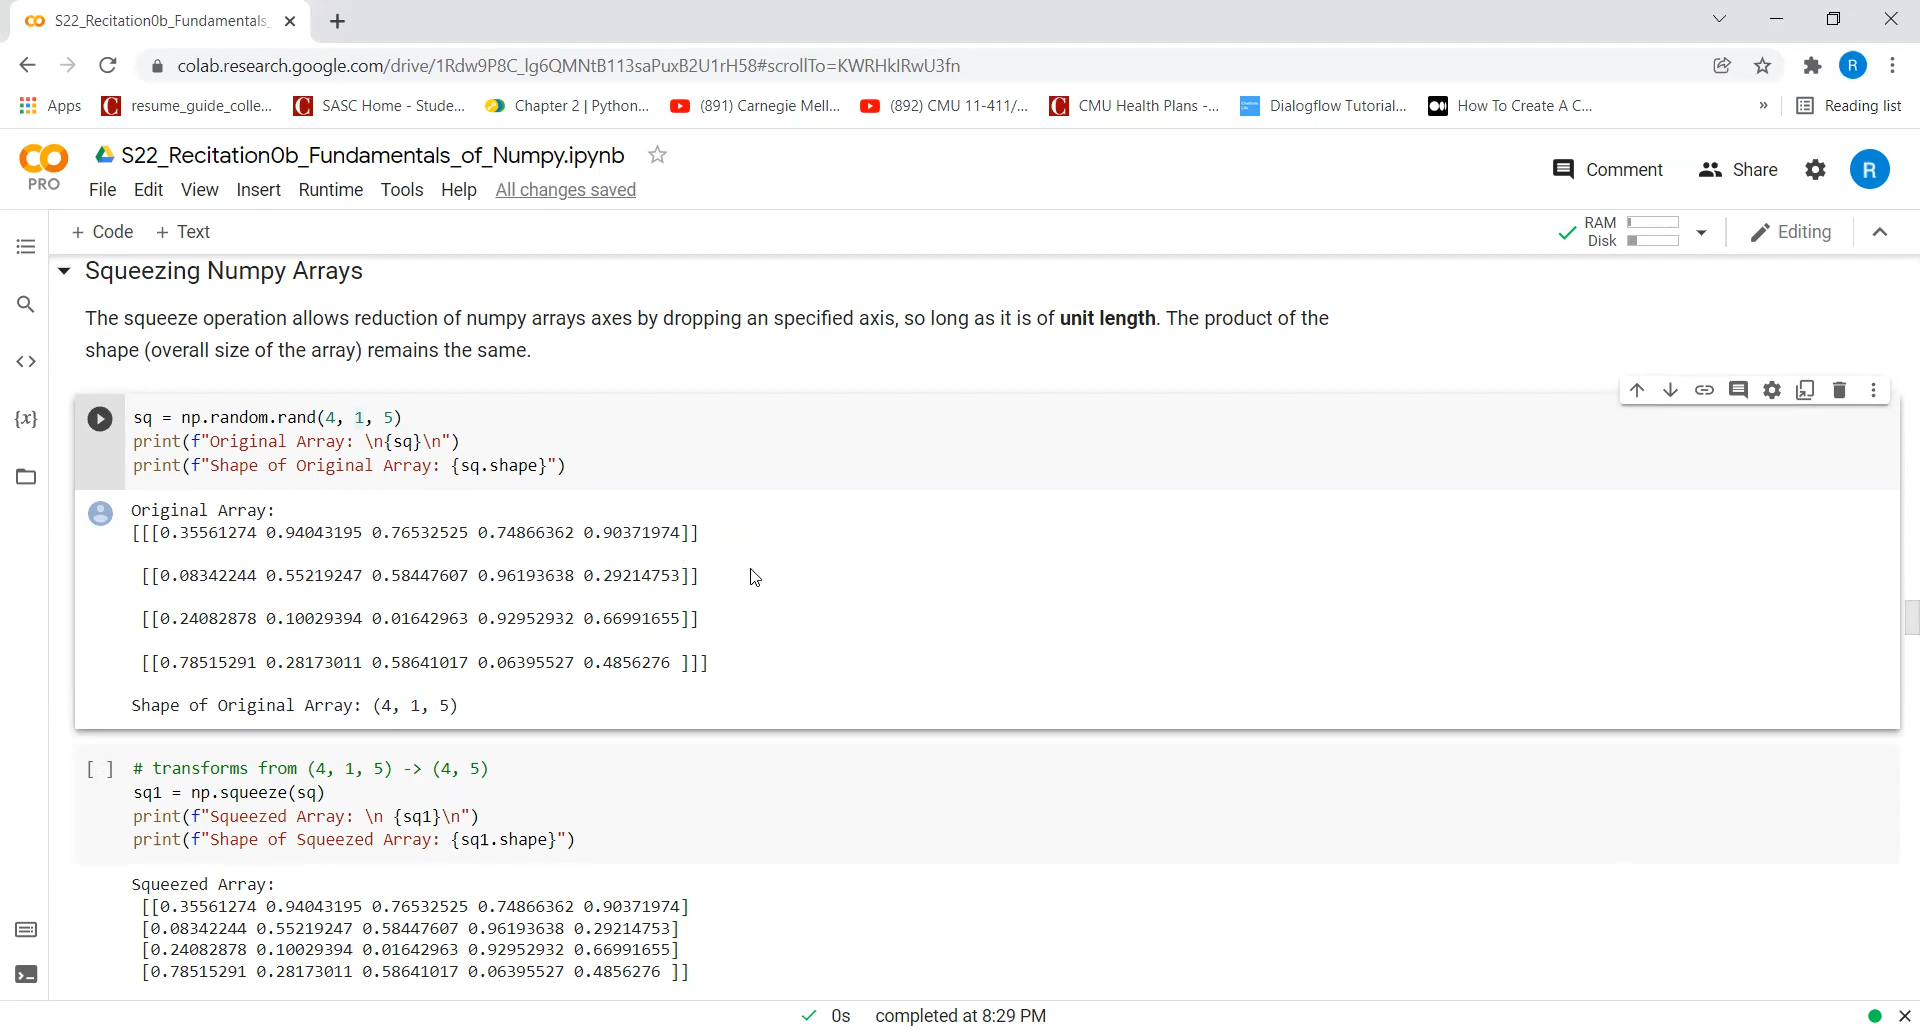 S22_Recitation0b_Fundamentals_
colab.research.google.com/drive/1Rdw9P8C_lg6QMNtB113saPuxB2U1rH58#scrollTo=KWRHklRwU3fn
R
Apps resume_guide_colle... SASC Home - Stude... Chapter 2 | Python... (891) Carnegie Mell... (892) CMU 11-411/... CMU Health Plans -... Dialogflow Tutorial... How To Create A C... » Reading list
S22_Recitation0b_Fundamentals_of_Numpy.ipynb
PRO
File Edit View Insert Runtime Tools Help All changes saved
Comment Share R
+ Code + Text
RAM
Disk
Editing
Squeezing Numpy Arrays
The squeeze operation allows reduction of numpy arrays axes by dropping an specified axis, so long as it is of unit length. The product of the
shape (overall size of the array) remains the same.
{x}
sq = np.random.rand(4, 1, 5)
print(f"Original Array: \n{sq}\n")
print(f"Shape of Original Array: {sq.shape}")
Original Array:
[[[0.35561274 0.94043195 0.76532525 0.74866362 0.90371974]]
[[0.08342244 0.55219247 0.58447607 0.96193638 0.29214753]]
[[0.24082878 0.10029394 0.01642963 0.92952932 0.66991655]]
[[0.78515291 0.28173011 0.58641017 0.06395527 0.4856276 ]]]
Shape of Original Array: (4, 1, 5)
[ ] # transforms from (4, 1, 5) -> (4, 5)
sq1 = np.squeeze(sq)
print(f"Squeezed Array: \n {sq1}\n")
print(f"Shape of Squeezed Array: {sq1.shape}")
Squeezed Array:
[[0.35561274 0.94043195 0.76532525 0.74866362 0.90371974]
[0.08342244 0.55219247 0.58447607 0.96193638 0.29214753]
[0.24082878 0.10029394 0.01642963 0.92952932 0.66991655]
[0.78515291 0.28173011 0.58641017 0.06395527 0.4856276 ]]
0s completed at 8:29 PM